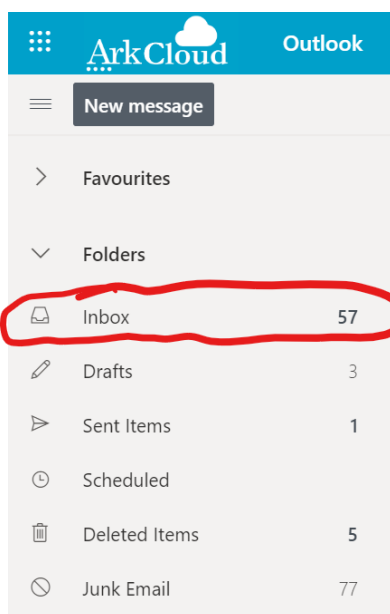 ArkCloud Outlook
New message
Favourites
Folders
Inbox 57
Drafts 3
Sent Items 1
Scheduled
Deleted Items 5
Junk Email 77